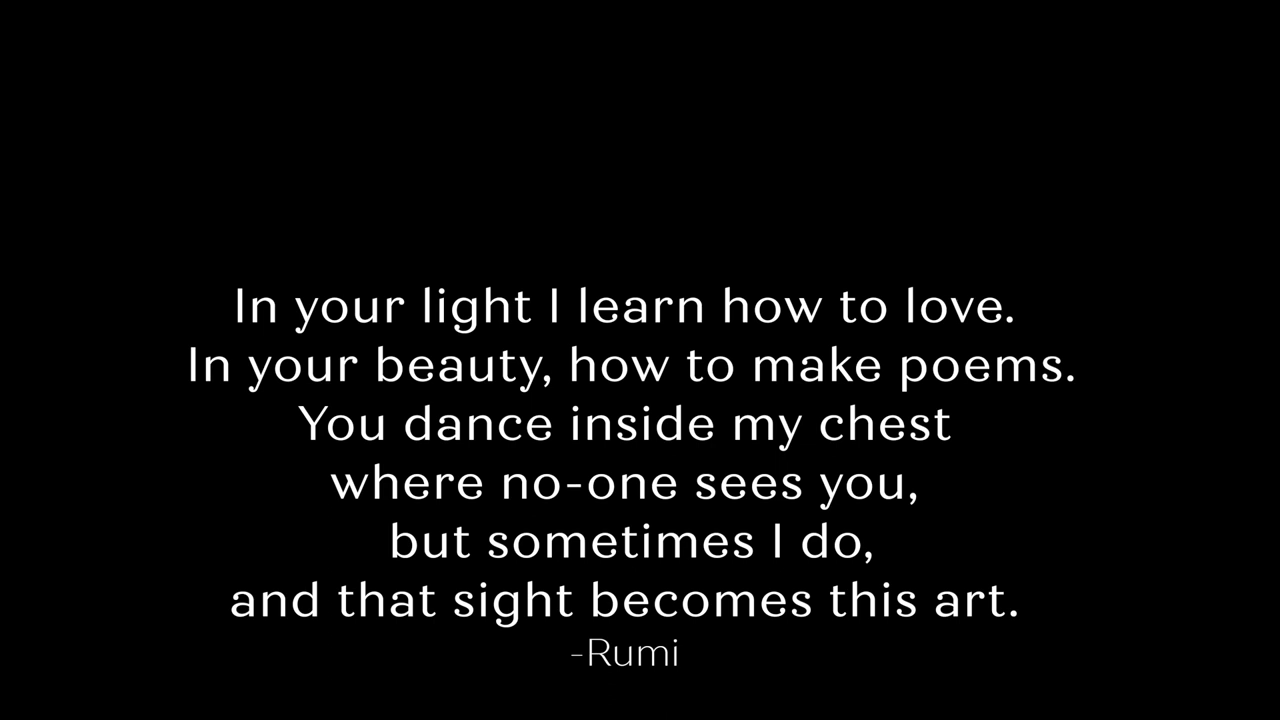 In your light I learn how to love.
In your beauty, how to make poems.
You dance inside my chest
where no-one sees you,
but sometimes I do,
and that sight becomes this art.
-Rumi